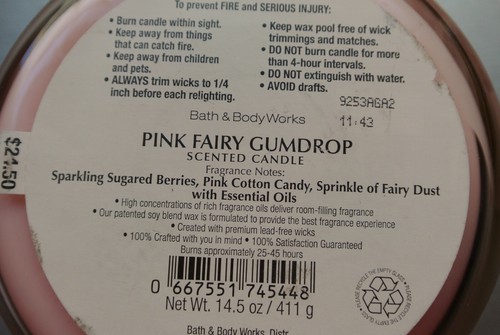 To prevent FIRE and SERIOUS INJURY:
• Burn candle within sight.
• Keep away from things
that can catch fire.
• Keep away from children
and pets.
• ALWAYS trim wicks to 1/4
inch before each relighting.
• Keep wax pool free of wick
trimmings and matches.
• DO NOT burn candle for more
than 4-hour intervals.
• DO NOT extinguish with water.
• AVOID drafts.
9253AGA2
11:43
Bath & Body Works
PINK FAIRY GUMDROP
SCENTED CANDLE
Fragrance Notes:
Sparkling Sugared Berries, Pink Cotton Candy, Sprinkle of Fairy Dust
with Essential Oils
• High concentrations of rich fragrance oils deliver room-filling fragrance
• Our patented soy blend wax is formulated to provide the best fragrance experience
• Created with premium lead-free wicks
• 100% Crafted with you in mind • 100% Satisfaction Guaranteed
Burns approximately 25-45 hours
0 667551 745448
Net Wt. 14.5 oz / 411 g
Bath & Body Works, Distr.
$24.50
• PLEASE RECYCLE THE EMPTY GLASS